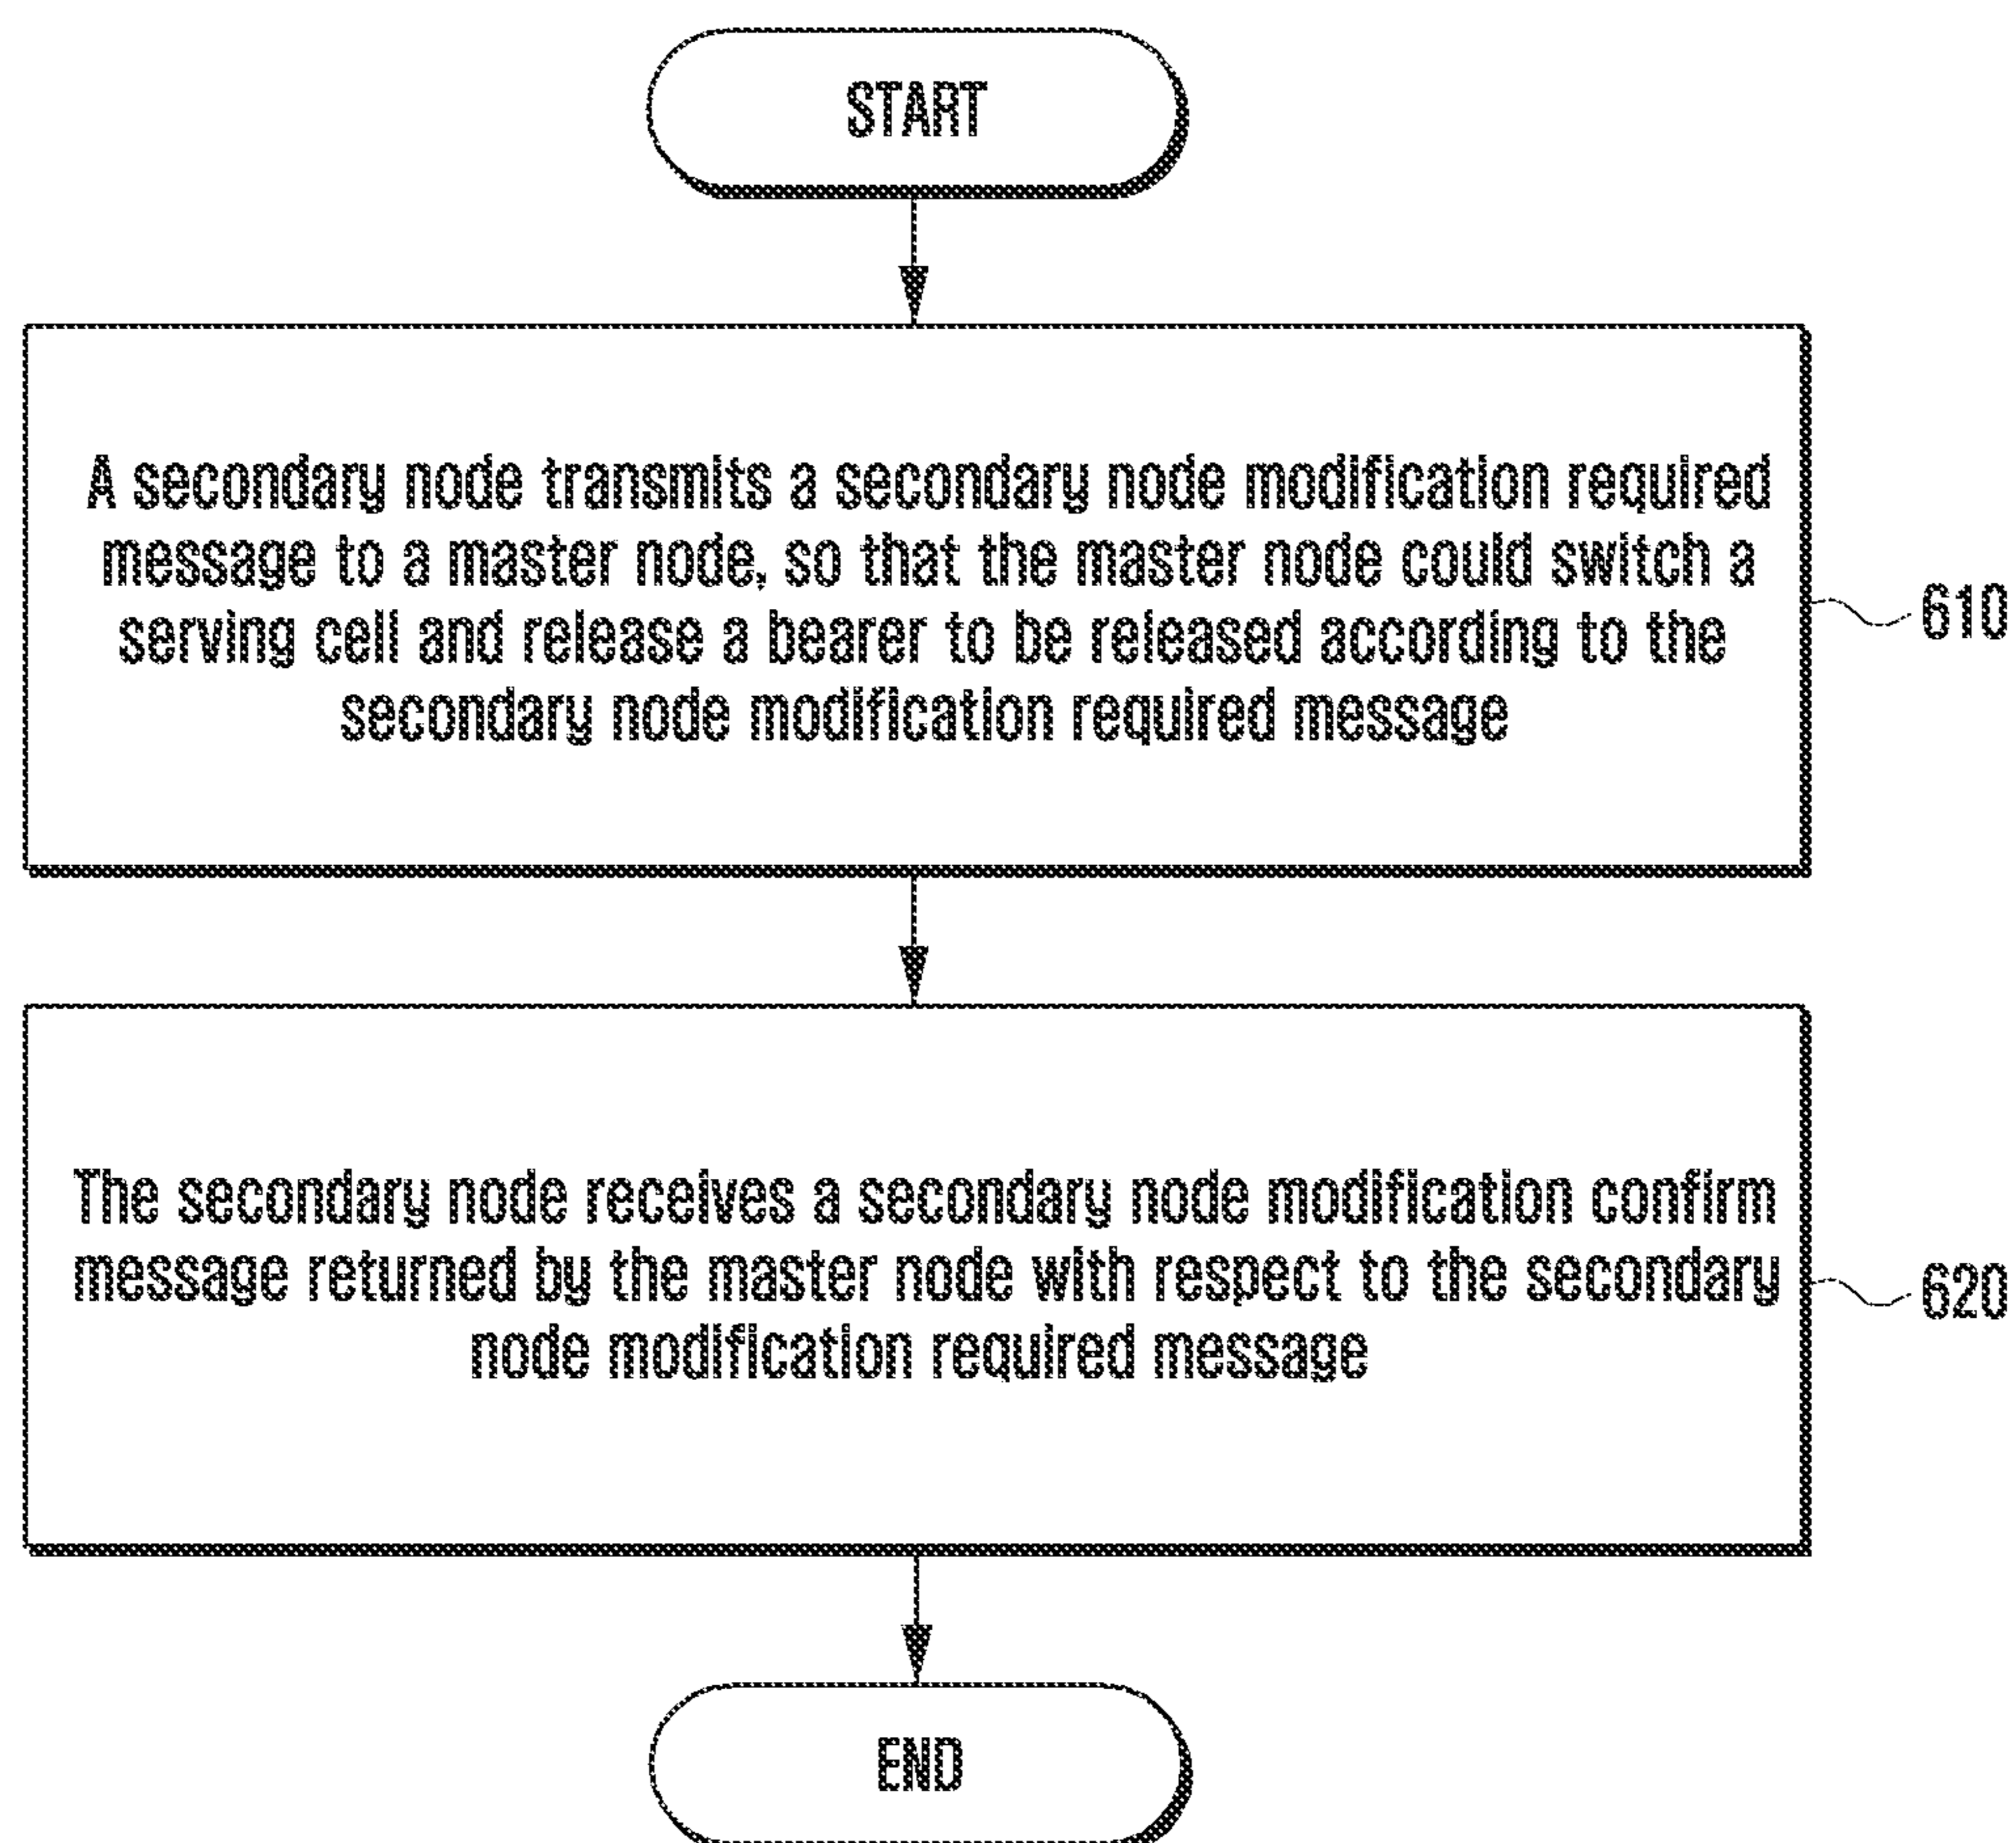 START
A secondary node transmits a secondary node modification required
message to a master node, so that the master node could switch a
serving cell and release a bearer to be released according to the
secondary node modification required message
610
The secondary node receives a secondary node modification confirm
message returned by the master node with respect to the secondary
node modification required message
620
END